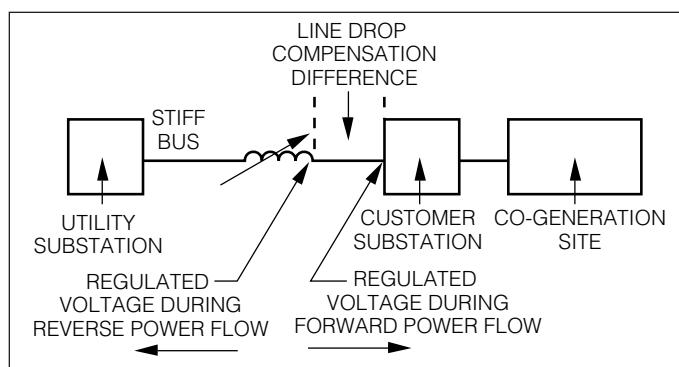 LINE DROP
COMPENSATION
DIFFERENCE
STIFF
BUS
UTILITY
SUBSTATION
CUSTOMER
SUBSTATION
CO-GENERATION
SITE
REGULATED
VOLTAGE DURING
REVERSE POWER FLOW
REGULATED
VOLTAGE DURING
FORWARD POWER FLOW